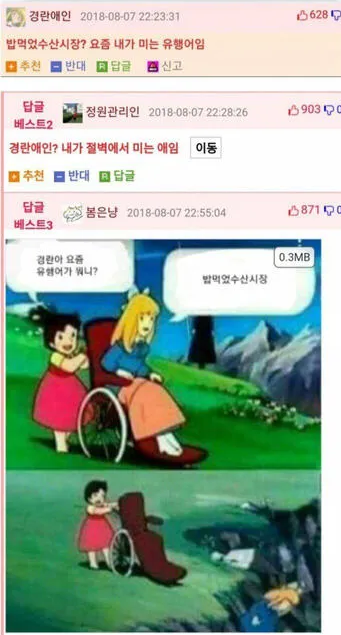 경란애인 2018-08-07 22:23:31 628
밥먹었수산시장? 요즘 내가 미는 유행어임
+ 추천 - 반대 R 답글 신고
답글
베스트2
정원관리인 2018-08-07 22:28:26 903 0
경란애인? 내가 절벽에서 미는 애임 이동
+ 추천 - 반대 R 답글
답글
베스트3
봄은냥 2018-08-07 22:55:04 871 0
0.3MB
경란아 요즘
유행어가 뭐니?
밥먹었수산시장